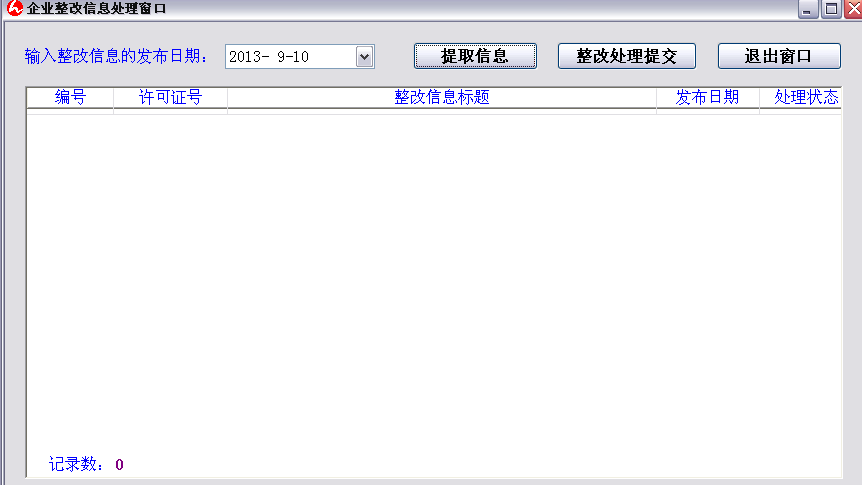 企业整改信息处理窗口
输入整改信息的发布日期： 2013- 9-10 提取信息 整改处理提交 退出窗口
编号 许可证号 整改信息标题 发布日期 处理状态
记录数： 0